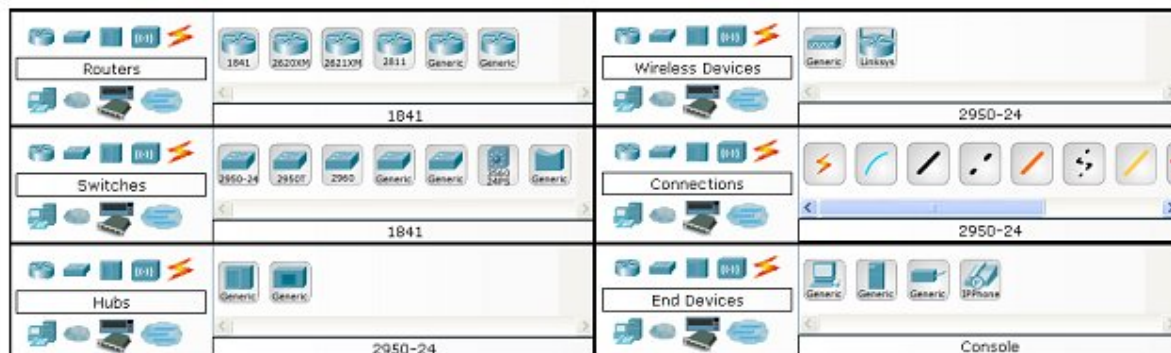 1841 2620XM 2621XM 2811 Generic Generic
Routers
1841
Generic Linksys
Wireless Devices
2950-24
2950-24 2950T 2960 Generic Generic 3560 24PS Generic
Switches
1841
Connections
2950-24
Generic Generic
Hubs
2950-24
Generic Generic Generic IPPhone
End Devices
Console